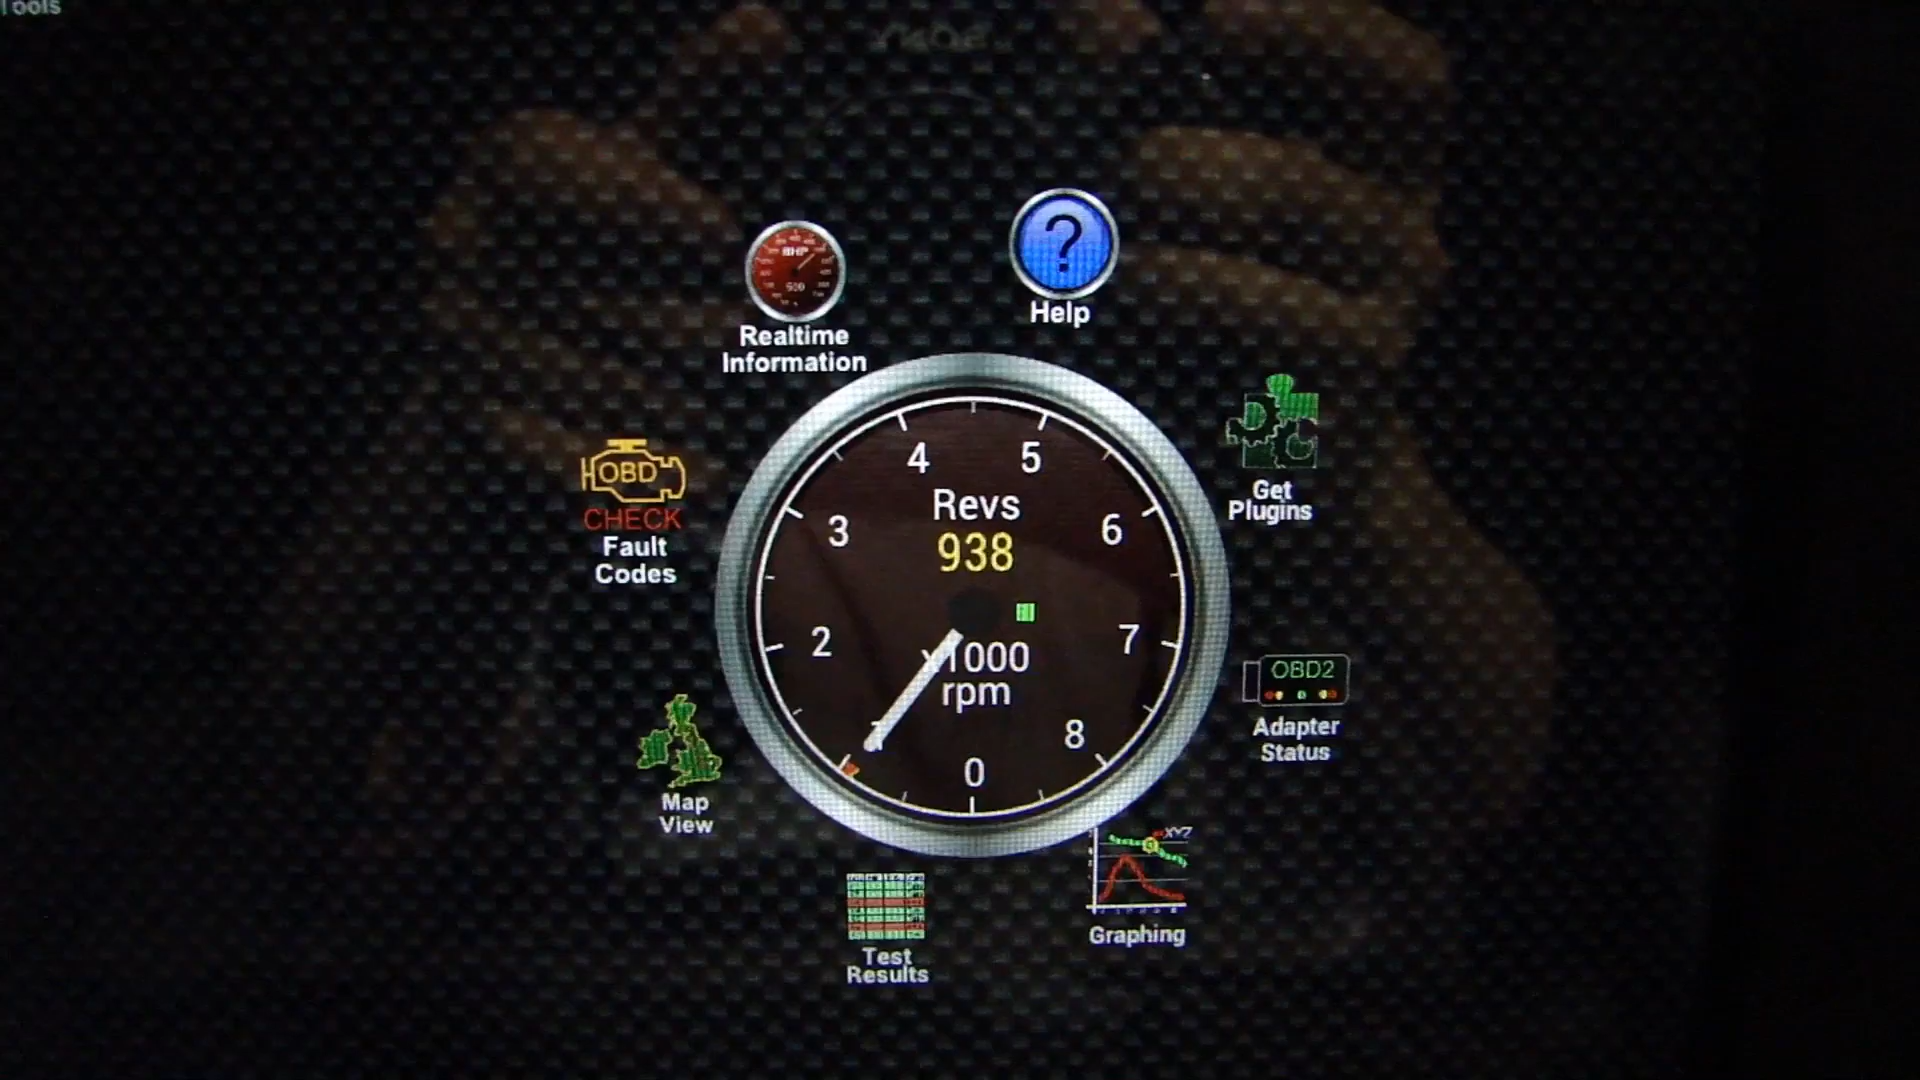 Tools
Help
Realtime
Information
Get
Plugins
OBD
CHECK
Fault
Codes
4
5
3
6
Revs
938
2
7
x1000
rpm
8
0
OBD2
Adapter
Status
Map
View
XYZ
Graphing
Test
Results